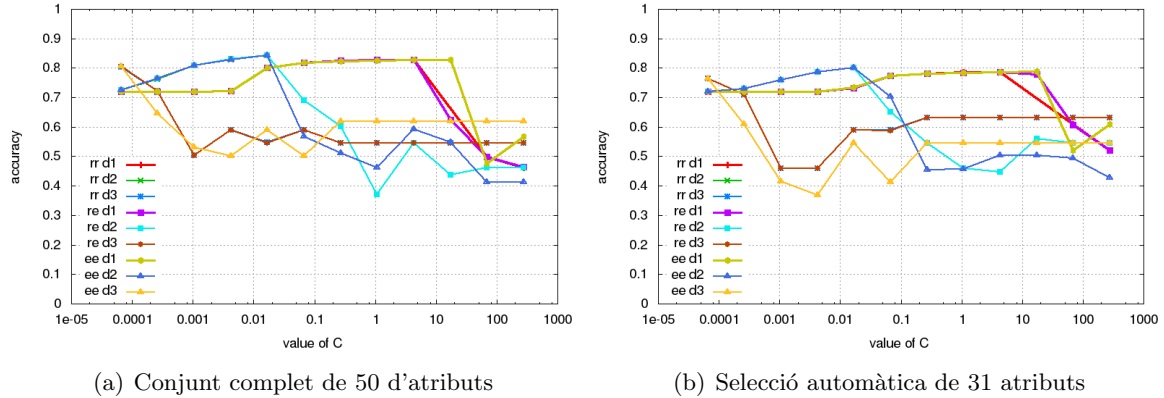 1
0.9
0.8
0.7
0.6
0.5
0.4
0.3
0.2
0.1
0
accuracy
rr d1
rr d2
rr d3
re d1
re d2
re d3
ee d1
ee d2
ee d3
1e-05 0.0001 0.001 0.01 0.1 1 10 100 1000
value of C
(a) Conjunt complet de 50 d'atributs
1
0.9
0.8
0.7
0.6
0.5
0.4
0.3
0.2
0.1
0
accuracy
rr d1
rr d2
rr d3
re d1
re d2
re d3
ee d1
ee d2
ee d3
1e-05 0.0001 0.001 0.01 0.1 1 10 100 1000
value of C
(b) Selecció automàtica de 31 atributs